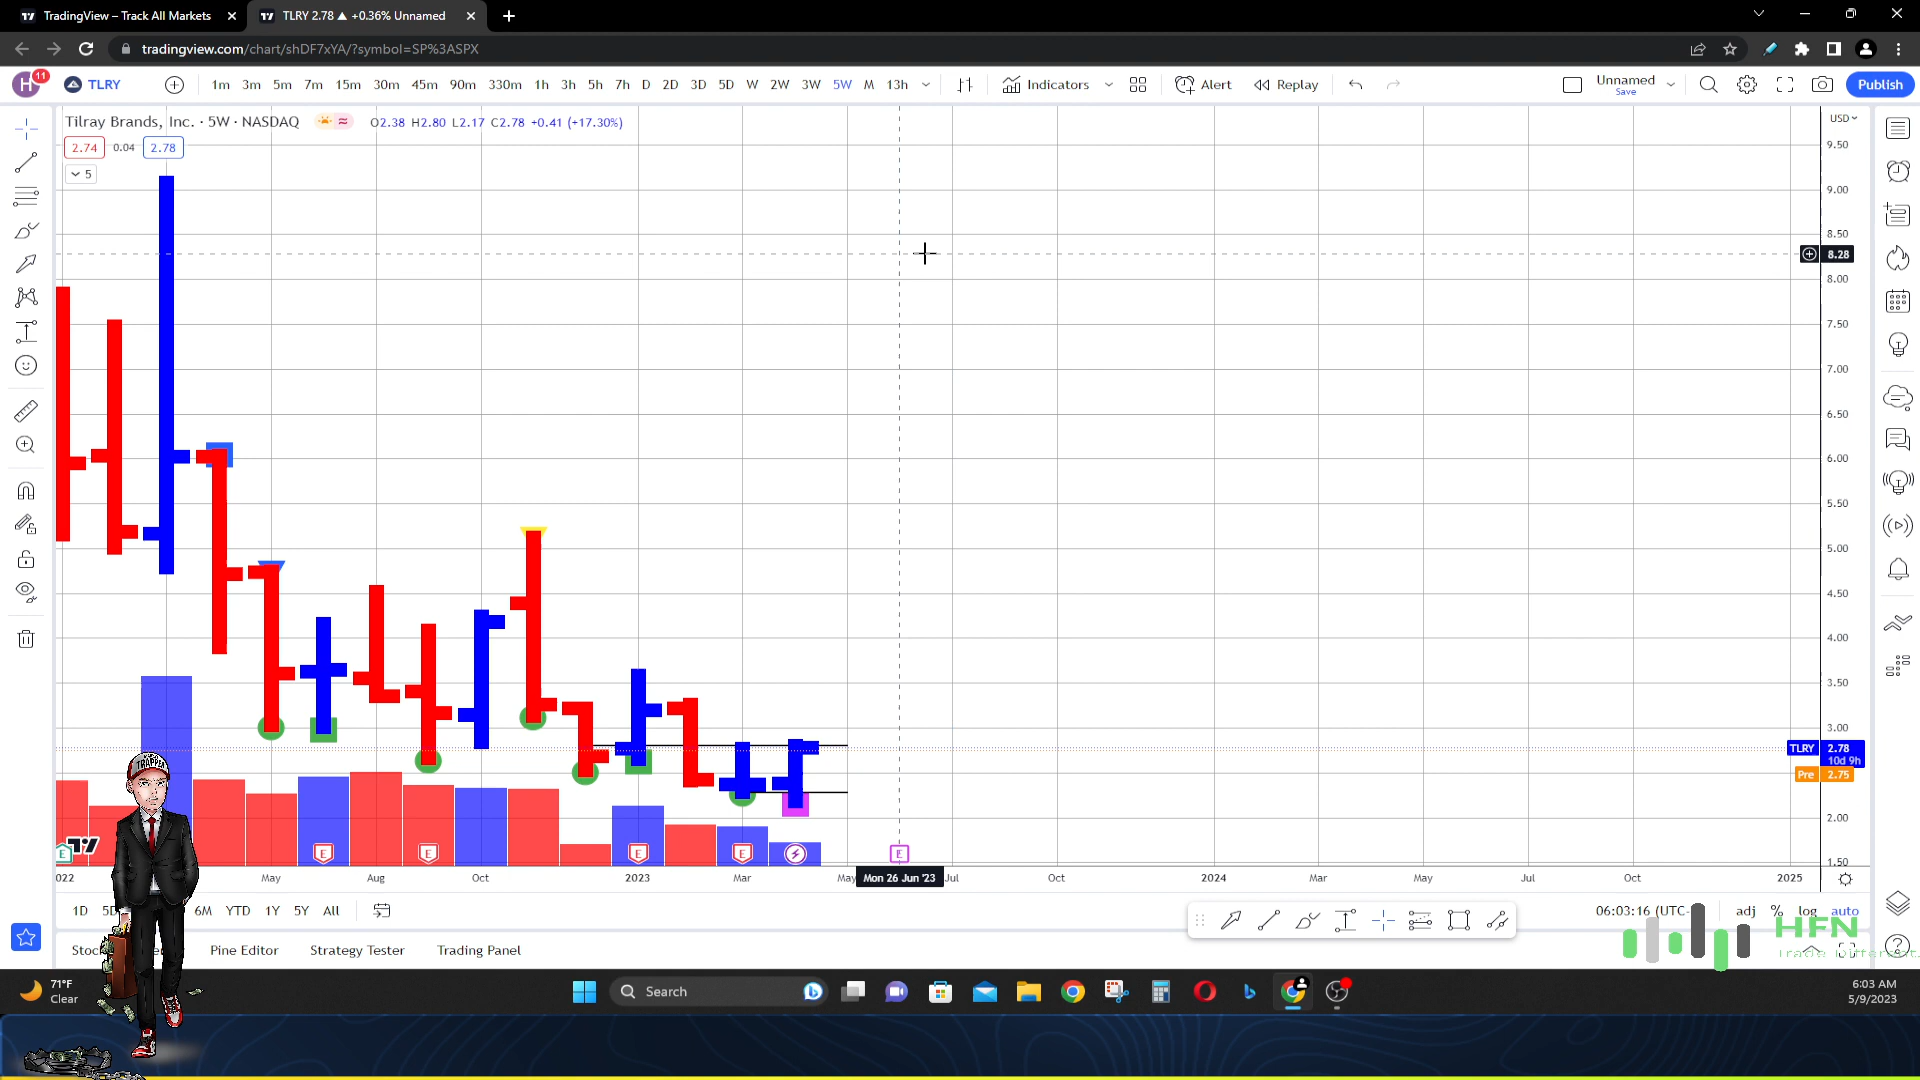 TradingView – Track All Markets
TLRY 2.78 ▲ +0.36% Unnamed
tradingview.com/chart/shDF7xYA/?symbol=SP%3ASPX
H 11 TLRY 1m 3m 5m 7m 15m 30m 45m 90m 330m 1h 3h 5h 7h D 2D 3D 5D W 2W 3W 5W M 13h Indicators Alert Replay Unnamed Save Publish
Tilray Brands, Inc. · 5W · NASDAQ O2.38 H2.80 L2.17 C2.78 +0.41 (+17.30%)
USD
2.74 0.04 2.78
5
9.50
9.00
8.50
8.28
8.00
7.50
7.00
6.50
6.00
5.50
5.00
4.50
4.00
3.50
3.00
TLRY 2.78
10d 9h
Pre 2.75
2.00
1.50
TRAPPER
E E E E E E
022 May Aug Oct 2023 Mar May Mon 26 Jun '23 Jul Oct 2024 Mar May Jul Oct 2025
1D 5D 6M YTD 1Y 5Y All
06:03:16 (UTC- adj % log auto
HFN
Trade Different.
Stoc Pine Editor Strategy Tester Trading Panel
71°F
Clear
Search
6:03 AM
5/9/2023